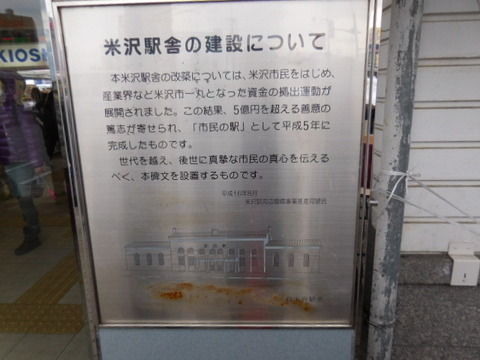 KIOSK
米沢駅舎の建設について
本米沢駅舎の改築については、米沢市民をはじめ、
産業界など米沢市一丸となった資金の拠出運動が
展開されました。この結果、5億円を超える善意の
篤志が寄せられ、「市民の駅」として平成5年に
完成したものです。
世代を越え、後世に真摯な市民の真心を伝える
べく、本碑文を設置するものです。